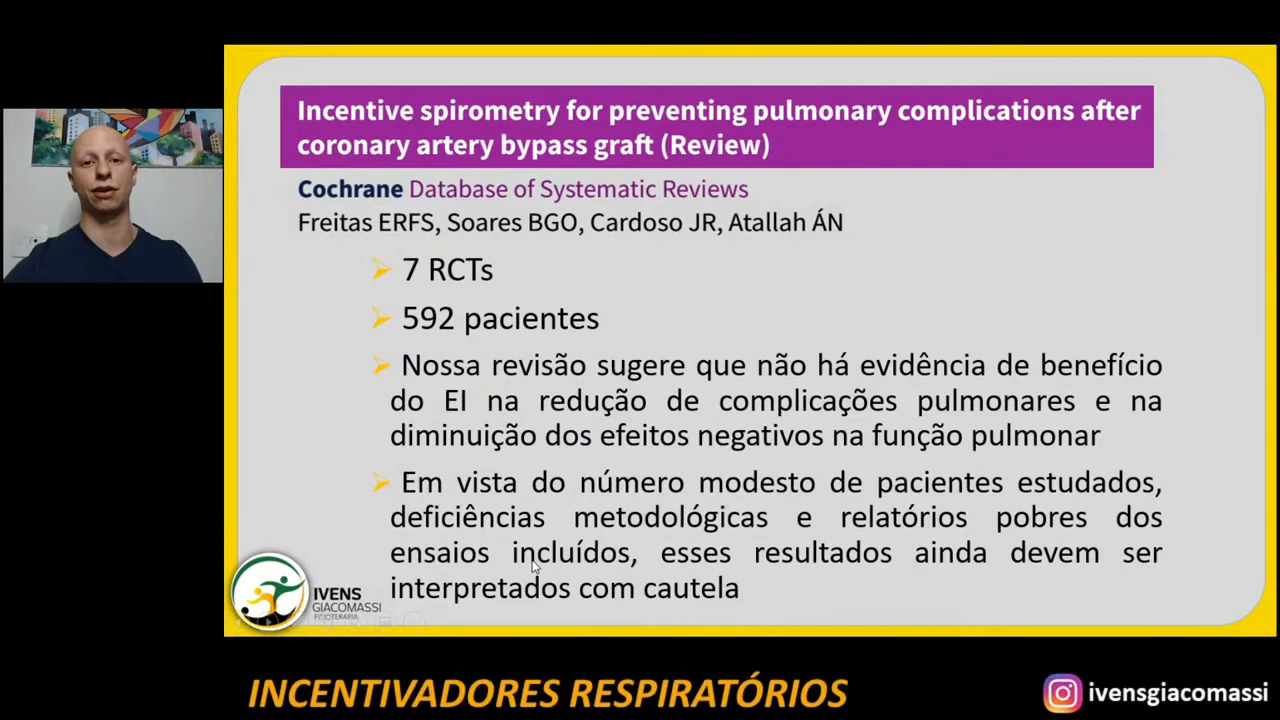 Incentive spirometry for preventing pulmonary complications after
coronary artery bypass graft (Review)
Cochrane Database of Systematic Reviews
Freitas ERFS, Soares BGO, Cardoso JR, Atallah ÁN
7 RCTs
592 pacientes
Nossa revisão sugere que não há evidência de benefício
do EI na redução de complicações pulmonares e na
diminuição dos efeitos negativos na função pulmonar
Em vista do número modesto de pacientes estudados,
deficiências metodológicas e relatórios pobres dos
ensaios incluídos, esses resultados ainda devem ser
interpretados com cautela
IVENS
GIACOMASSI
FISIOTERAPIA
INCENTIVADORES RESPIRATÓRIOS
ivensgiacomassi